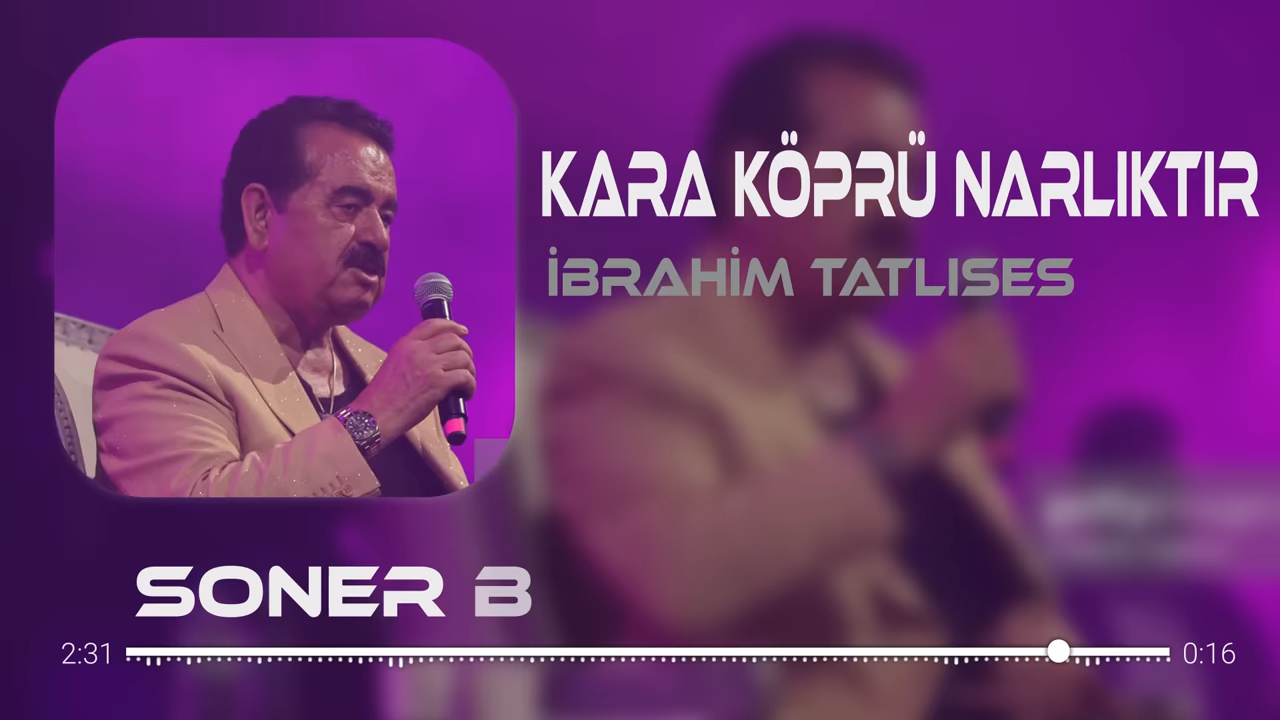 KARA KÖPRÜ NARLIKTIR
İBRAHİM TATLISES
SONER B
2:31
0:16